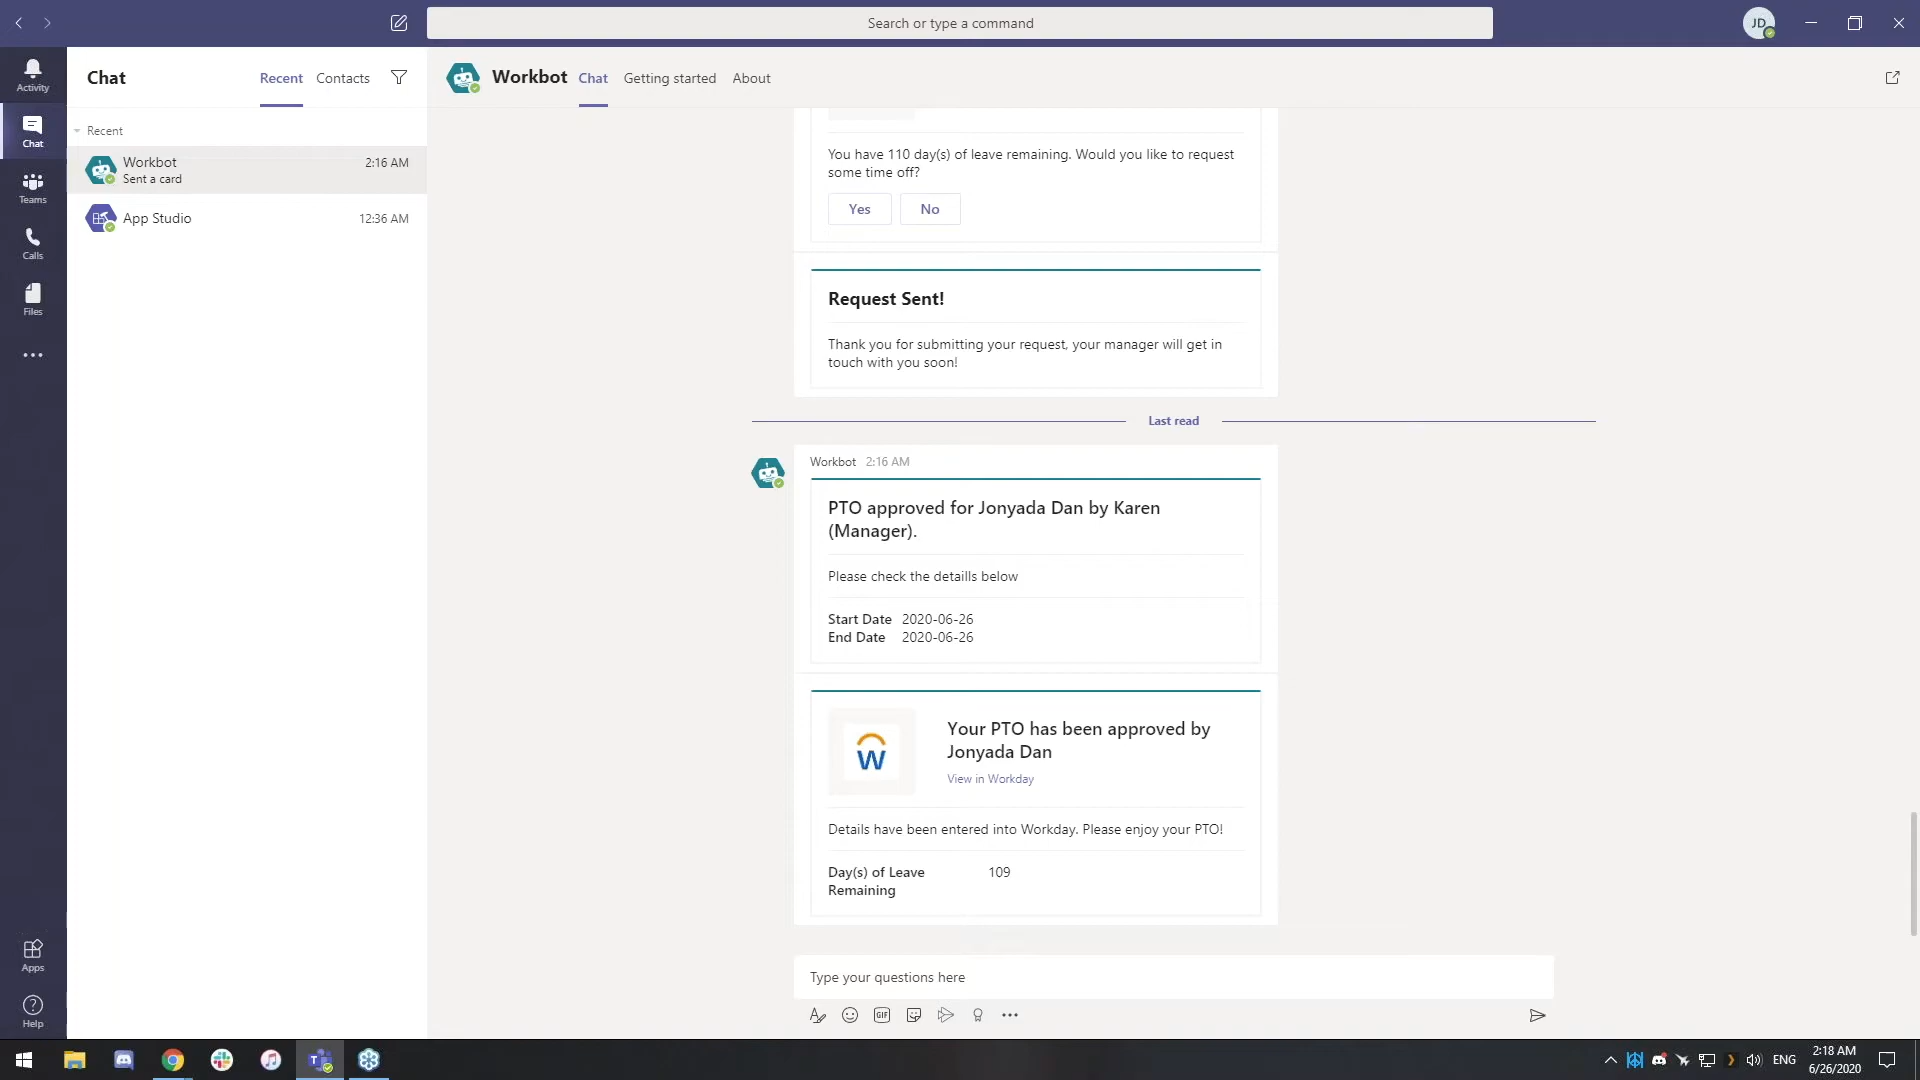 Search or type a command
JD
Activity
Chat
Teams
Calls
Files
Apps
Help
Chat
Recent
Contacts
Recent
Workbot
2:16 AM
Sent a card
App Studio
12:36 AM
Workbot
Chat
Getting started
About
You have 110 day(s) of leave remaining. Would you like to request
some time off?
Yes
No
Request Sent!
Thank you for submitting your request, your manager will get in
touch with you soon!
Last read
Workbot 2:16 AM
PTO approved for Jonyada Dan by Karen
(Manager).
Please check the detaills below
Start Date 2020-06-26
End Date 2020-06-26
W
Your PTO has been approved by
Jonyada Dan
View in Workday
Details have been entered into Workday. Please enjoy your PTO!
Day(s) of Leave 109
Remaining
Type your questions here
GIF
ENG
2:18 AM
6/26/2020